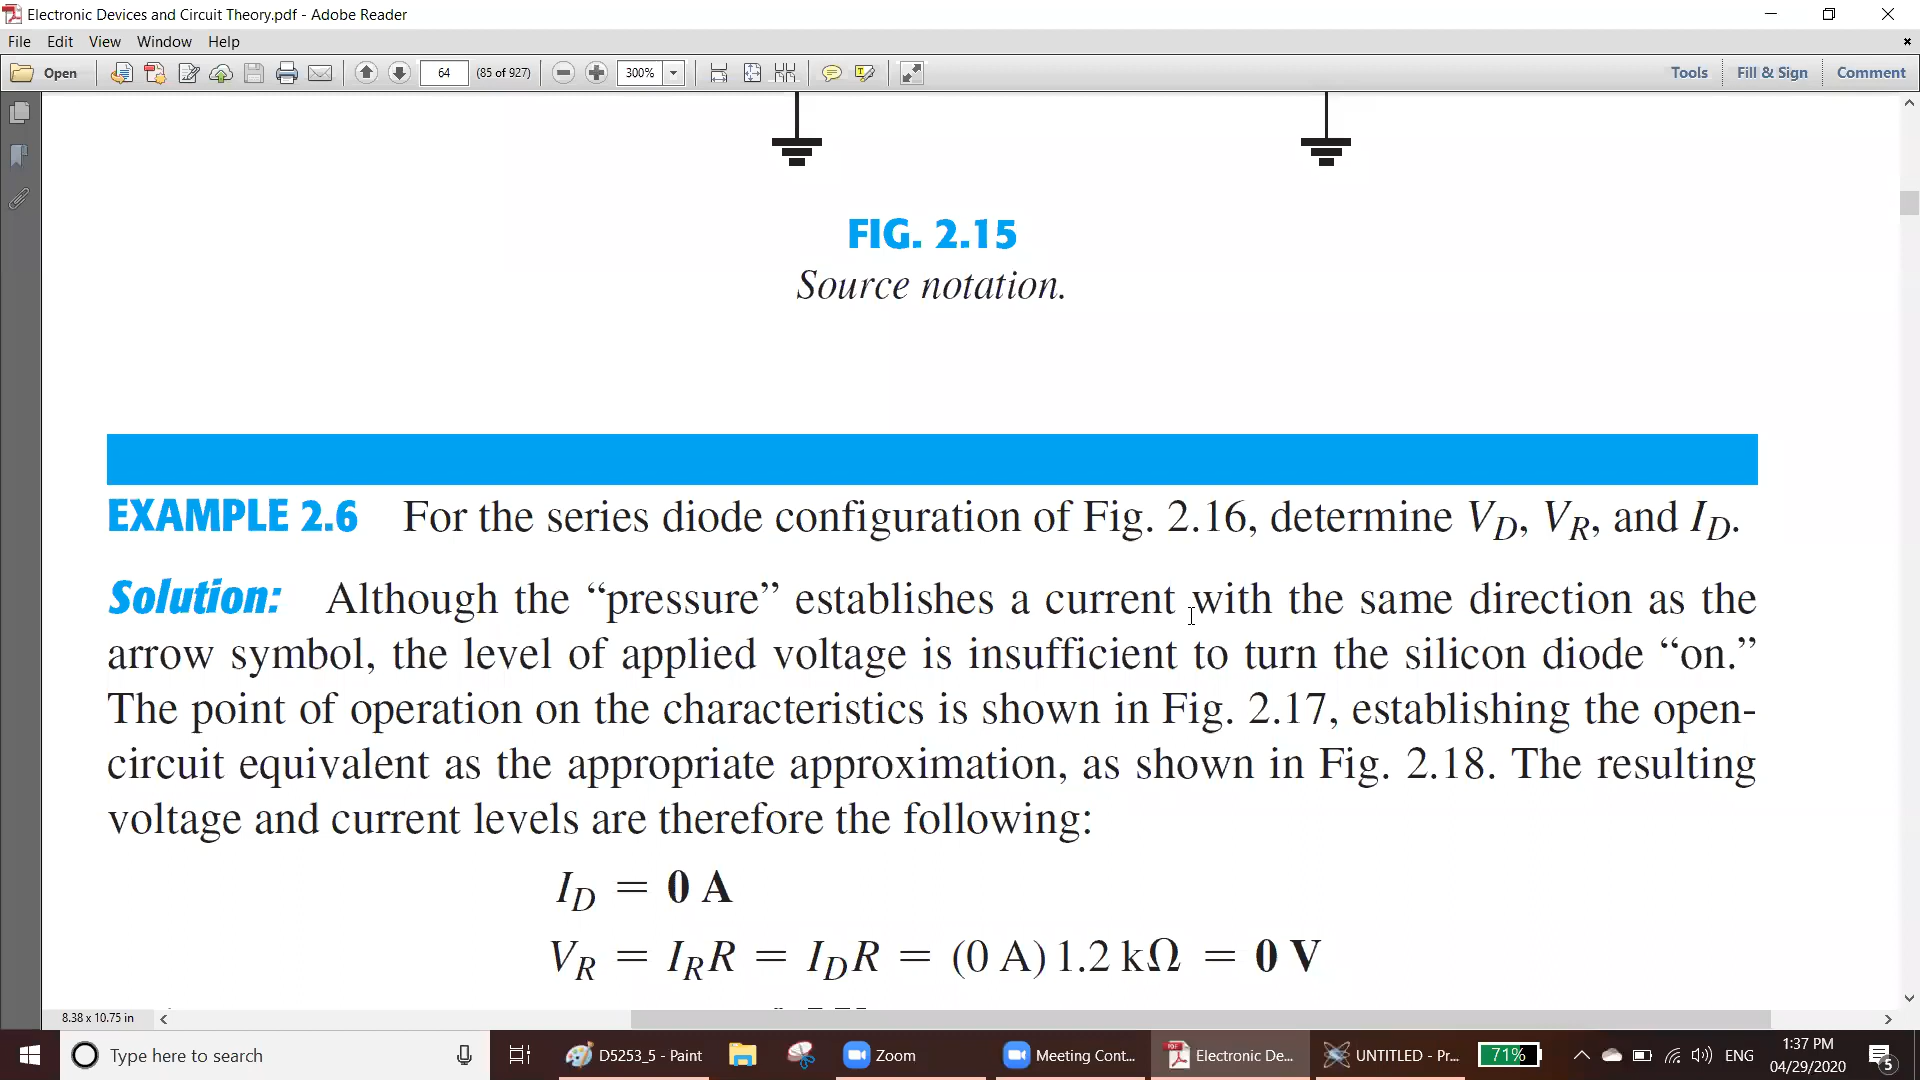 Electronic Devices and Circuit Theory.pdf - Adobe Reader
File Edit View Window Help
Open 64 (85 of 927) 300% Tools Fill & Sign Comment
FIG. 2.15
Source notation.
EXAMPLE 2.6 For the series diode configuration of Fig. 2.16, determine V_D, V_R, and I_D.
Solution: Although the “pressure” establishes a current with the same direction as the
arrow symbol, the level of applied voltage is insufficient to turn the silicon diode “on.”
The point of operation on the characteristics is shown in Fig. 2.17, establishing the open-
circuit equivalent as the appropriate approximation, as shown in Fig. 2.18. The resulting
voltage and current levels are therefore the following:
I_D = 0 A
V_R = I_R R = I_D R = (0 A) 1.2 kΩ = 0 V
8.38 x 10.75 in
Type here to search D5253_5 - Paint Zoom Meeting Cont... Electronic De... UNTITLED - Pr... 71% ENG 1:37 PM
04/29/2020 5